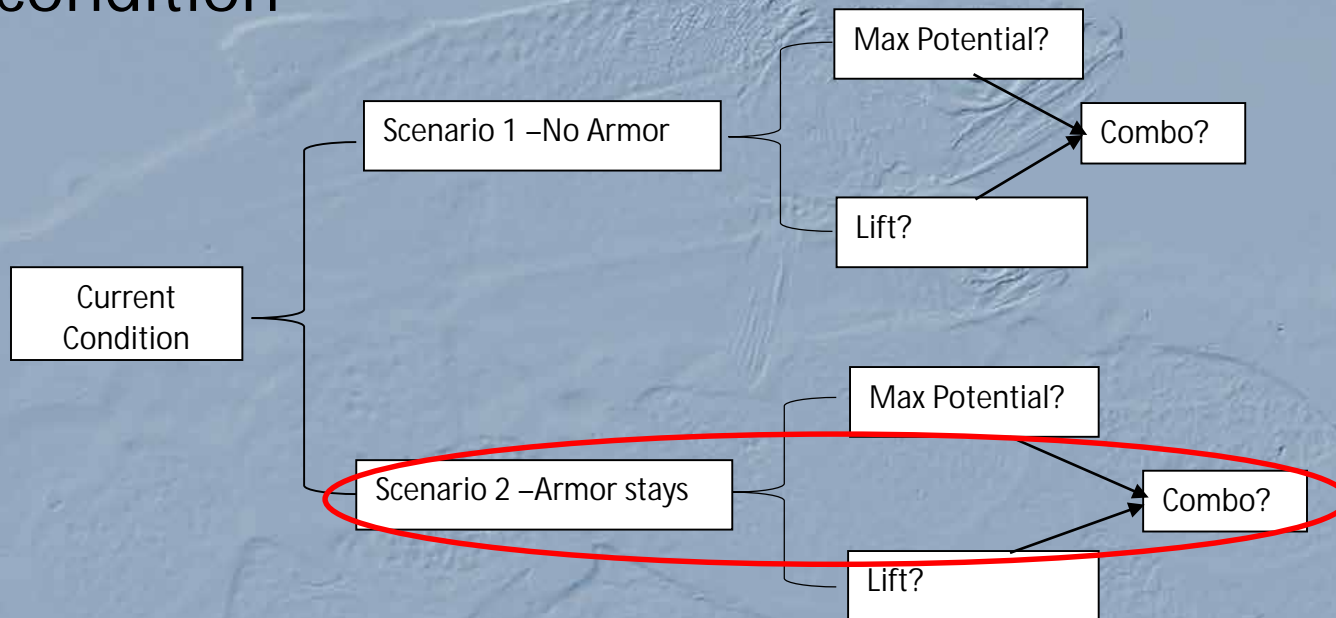 condition
Max Potential?
Scenario 1 –No Armor
Combo?
Lift?
Current
Condition
Max Potential?
Scenario 2 –Armor stays
Combo?
Lift?